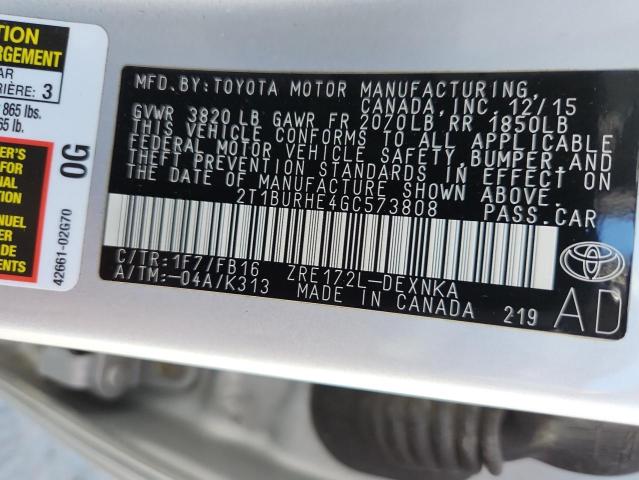 TION
RGEMENT
AR
RIÈRE: 3
865 lbs.
65 lb.
ER'S
FOR
NAL
TION
NUEL
R DE
NTS
0G
42661-02G70
MFD. BY: TOYOTA MOTOR MANUFACTURING,
CANADA, INC. 12/15
GVWR 3820LB GAWR FR 2070LB RR 1850LB
THIS VEHICLE CONFORMS TO ALL APPLICABLE
FEDERAL MOTOR VEHICLE SAFETY, BUMPER AND
THEFT PREVENTION STANDARDS IN EFFECT ON
THE DATE OF MANUFACTURE SHOWN ABOVE.
2T1BURHE4GC573808 PASS.CAR
C/TR: 1F7/FB16 ZRE172L-DEXNKA
A/TM: -04A/K313 MADE IN CANADA 219
AD